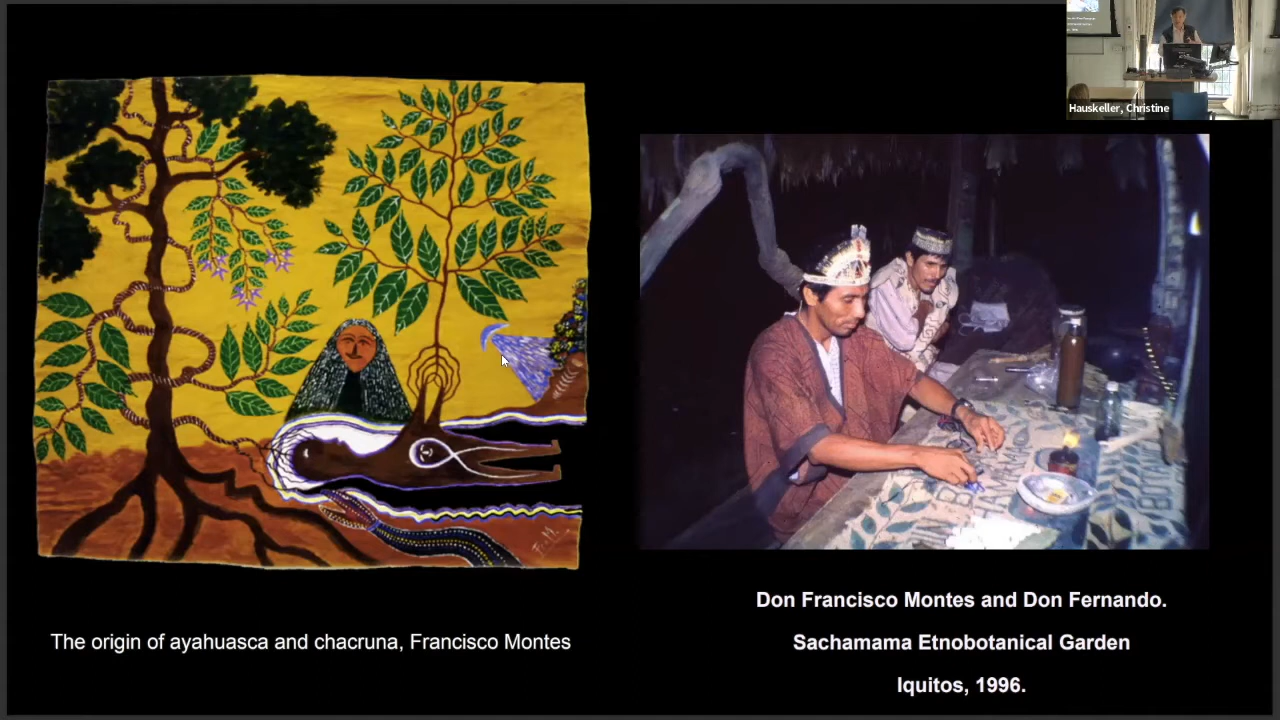 Hauskeller, Christine
F.M.
The origin of ayahuasca and chacruna, Francisco Montes
Don Francisco Montes and Don Fernando.
Sachamama Etnobotanical Garden
Iquitos, 1996.